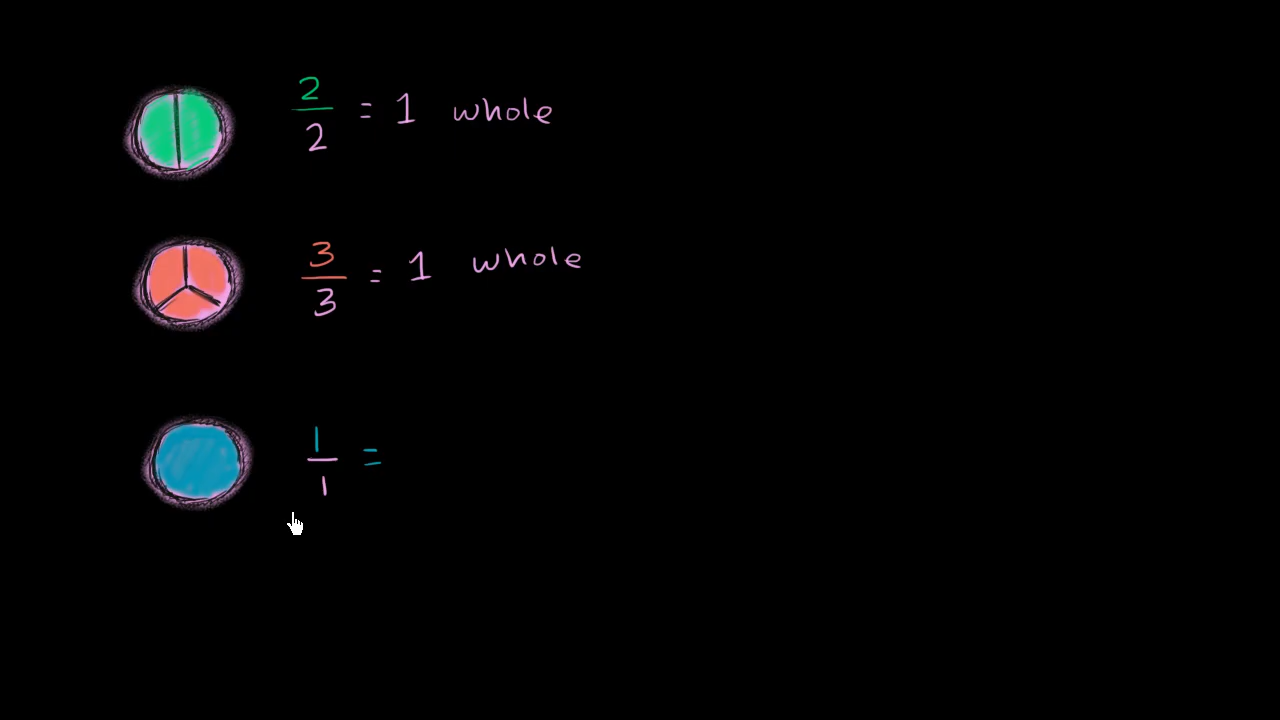 2/2 = 1 whole
3/3 = 1 whole
1/1 =